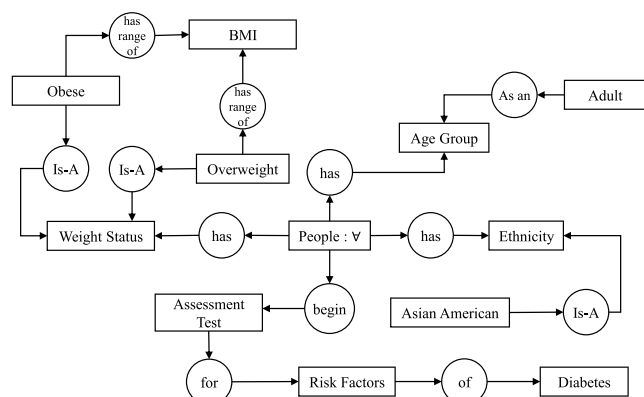 has
range
of
BMI
Obese
has
range
of
As an
Adult
Age Group
Is-A
Is-A
Overweight
has
Weight Status
has
People : ∀
has
Ethnicity
Assessment
Test
begin
Asian American
Is-A
for
Risk Factors
of
Diabetes